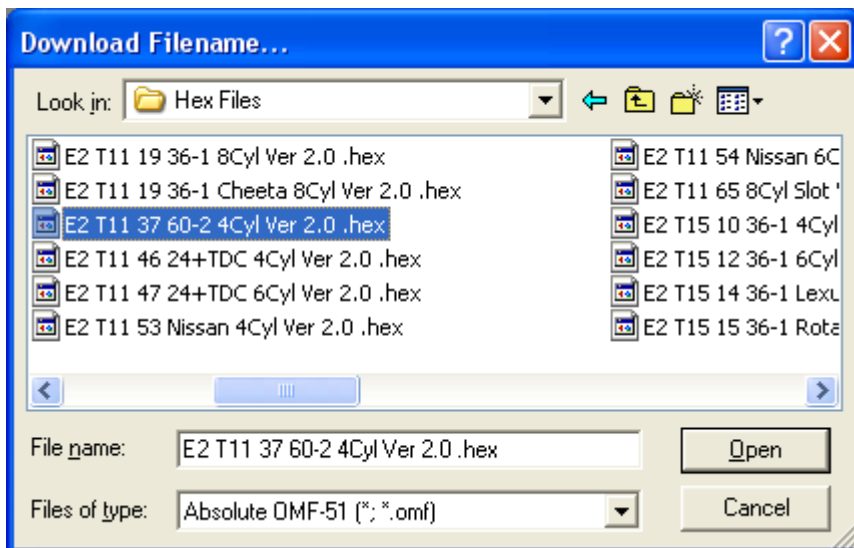 Download Filename...
Look in: Hex Files
E2 T11 19 36-1 8Cyl Ver 2.0 .hex
E2 T11 19 36-1 Cheeta 8Cyl Ver 2.0 .hex
E2 T11 37 60-2 4Cyl Ver 2.0 .hex
E2 T11 46 24+TDC 4Cyl Ver 2.0 .hex
E2 T11 47 24+TDC 6Cyl Ver 2.0 .hex
E2 T11 53 Nissan 4Cyl Ver 2.0 .hex
E2 T11 54 Nissan 6C
E2 T11 65 8Cyl Slot '
E2 T15 10 36-1 4Cyl
E2 T15 12 36-1 6Cyl
E2 T15 14 36-1 Lexu
E2 T15 15 36-1 Rota
File name: E2 T11 37 60-2 4Cyl Ver 2.0 .hex
Open
Files of type: Absolute OMF-51 (*; *.omf)
Cancel